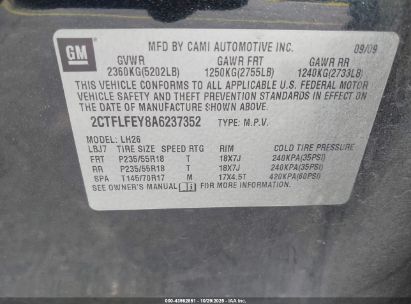 GM
MFD BY CAMI AUTOMOTIVE INC. 09/09
GVWR GAWR FRT GAWR RR
2360KG(5202LB) 1250KG(2755LB) 1240KG(2733LB)
THIS VEHICLE CONFORMS TO ALL APPLICABLE U.S. FEDERAL MOTOR
VEHICLE SAFETY AND THEFT PREVENTION STANDARDS IN EFFECT ON
THE DATE OF MANUFACTURE SHOWN ABOVE.
2CTFLFEY8A6237352 TYPE: M.P.V.
MODEL: LH26
LBJ7 TIRE SIZE SPEED RTG RIM COLD TIRE PRESSURE
FRT P235/55R18 T 18X7J 240KPA(35PSI)
RR P235/55R18 T 18X7J 240KPA(35PSI)
SPA T145/70R17 M 17X4.5T 420KPA(60PSI)
SEE OWNER'S MANUAL FOR MORE INFORMATION.